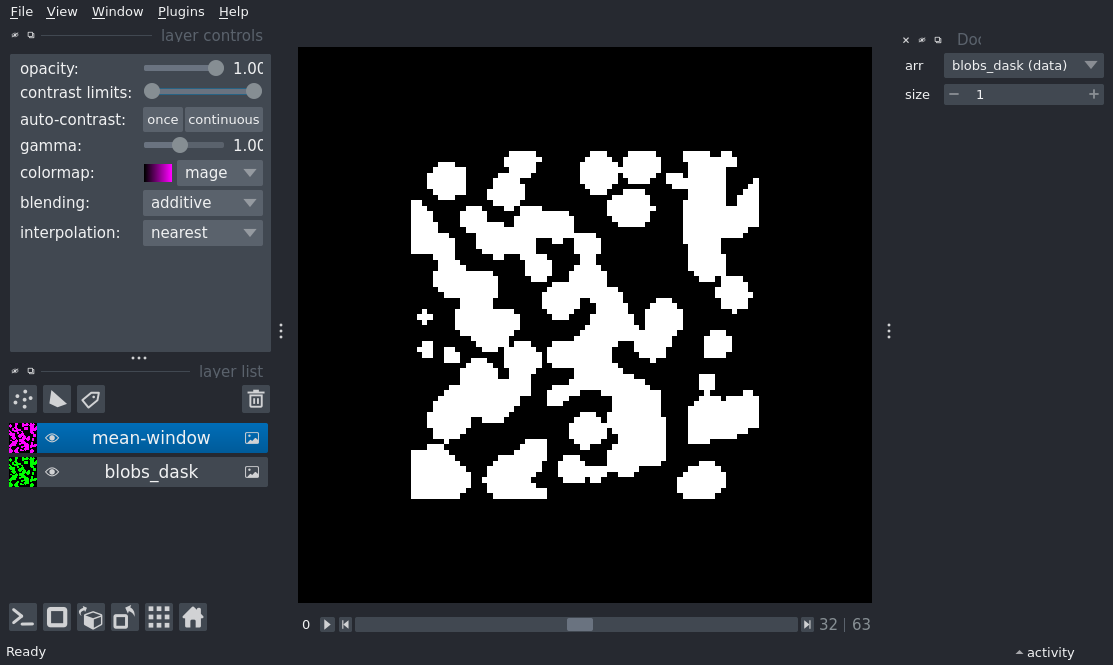 File View Window Plugins Help
layer controls
opacity: 1.00
contrast limits:
auto-contrast: once continuous
gamma: 1.00
colormap: mage
blending: additive
interpolation: nearest
layer list
mean-window
blobs_dask
0 32 | 63
Ready
Doc
arr blobs_dask (data)
size 1
activity